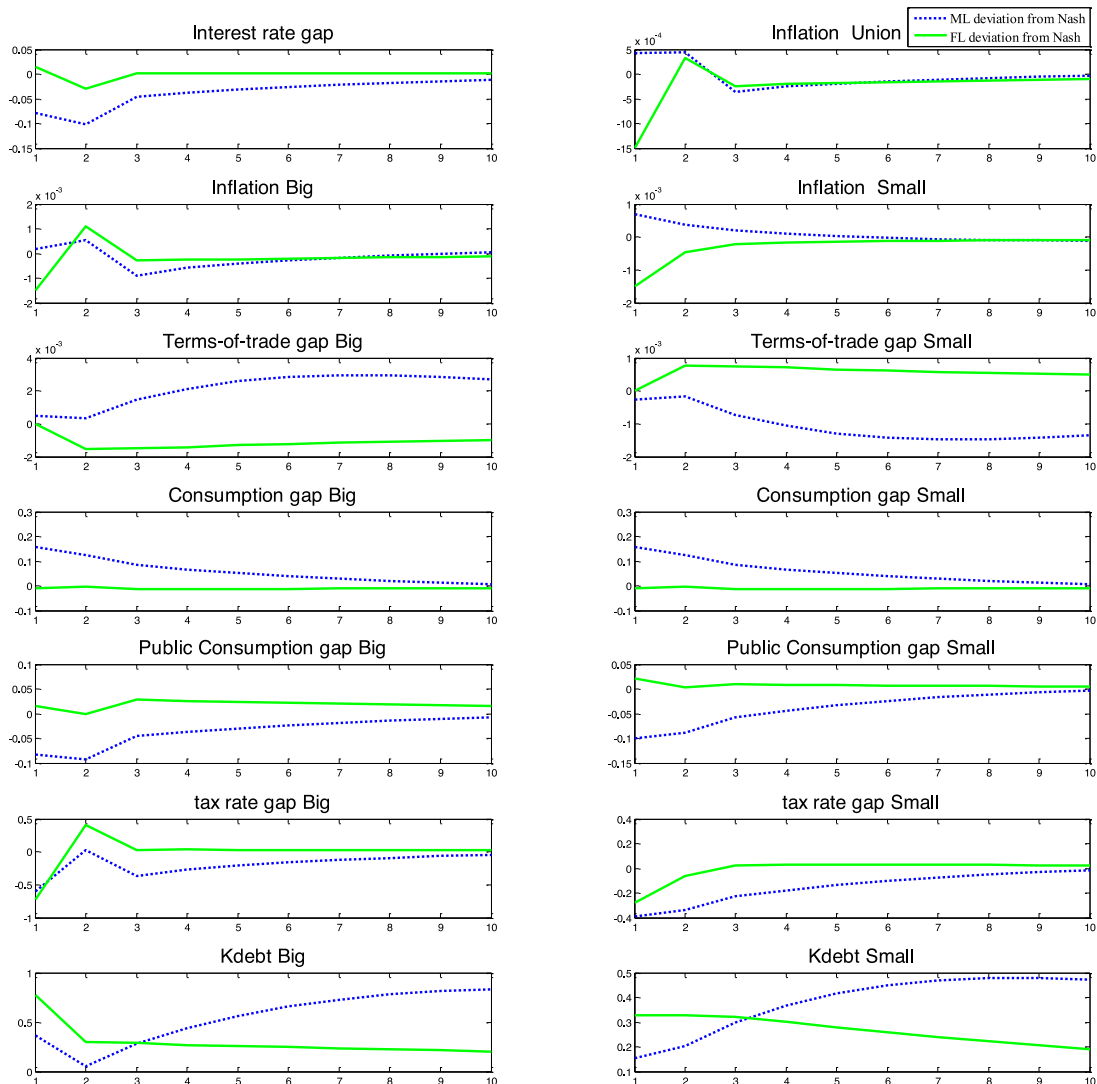 Interest rate gap
0.05
0
-0.05
-0.1
-0.15
1 2 3 4 5 6 7 8 9 10
Inflation Union
ML deviation from Nash
FL deviation from Nash
x 10⁻⁴
5
0
-5
-10
-15
1 2 3 4 5 6 7 8 9 10
Inflation Big
x 10⁻³
2
1
0
-1
-2
1 2 3 4 5 6 7 8 9 10
Inflation Small
x 10⁻³
1
0
-1
-2
1 2 3 4 5 6 7 8 9 10
Terms-of-trade gap Big
x 10⁻³
4
2
0
-2
1 2 3 4 5 6 7 8 9 10
Terms-of-trade gap Small
x 10⁻³
1
0
-1
-2
1 2 3 4 5 6 7 8 9 10
Consumption gap Big
0.3
0.2
0.1
0
-0.1
1 2 3 4 5 6 7 8 9 10
Consumption gap Small
0.3
0.2
0.1
0
-0.1
1 2 3 4 5 6 7 8 9 10
Public Consumption gap Big
0.1
0.05
0
-0.05
-0.1
1 2 3 4 5 6 7 8 9 10
Public Consumption gap Small
0.05
0
-0.05
-0.1
-0.15
1 2 3 4 5 6 7 8 9 10
tax rate gap Big
0.5
0
-0.5
-1
1 2 3 4 5 6 7 8 9 10
tax rate gap Small
0.4
0.2
0
-0.2
-0.4
1 2 3 4 5 6 7 8 9 10
Kdebt Big
1
0.5
0
1 2 3 4 5 6 7 8 9 10
Kdebt Small
0.5
0.4
0.3
0.2
0.1
1 2 3 4 5 6 7 8 9 10